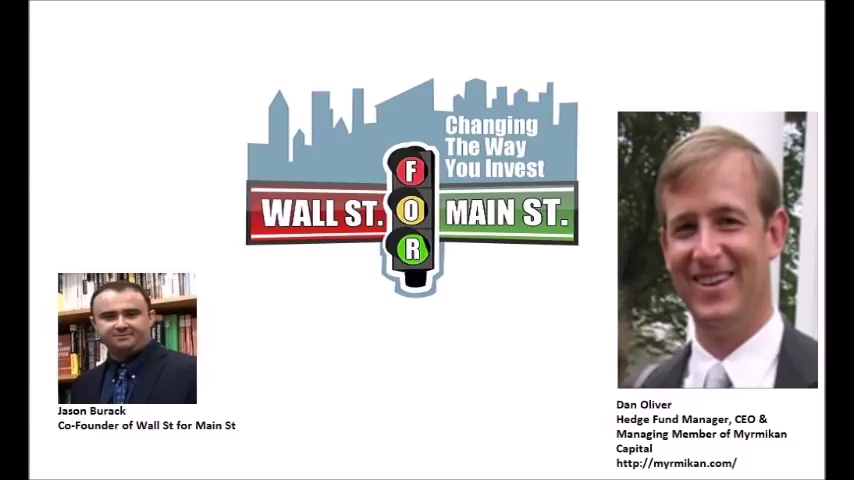 Changing
The Way
You Invest
WALL ST. FOR MAIN ST.
Jason Burack
Co-Founder of Wall St for Main St
Dan Oliver
Hedge Fund Manager, CEO &
Managing Member of Myrmikan
Capital
http://myrmikan.com/